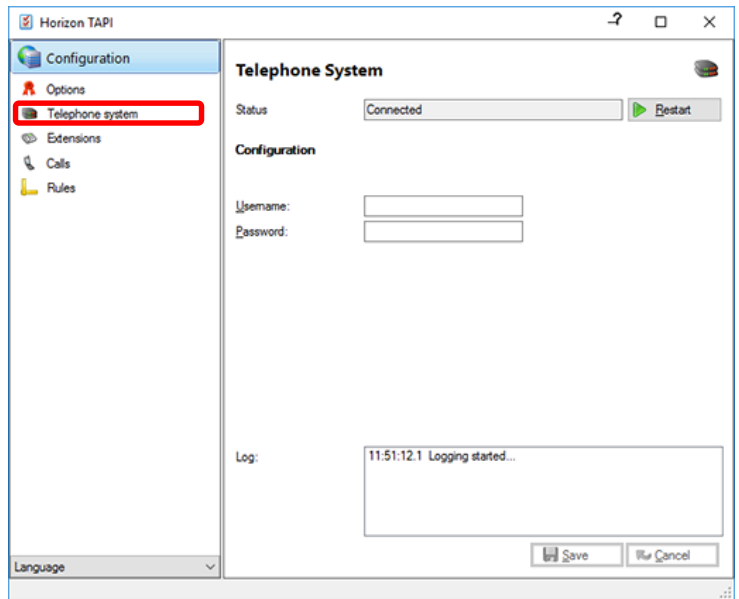 Horizon TAPI
Configuration
Options
Telephone system
Extensions
Calls
Rules
Language
Telephone System
Status
Connected
Restart
Configuration
Username:
Password:
Log:
11:51:12.1 Logging started...
Save
Cancel